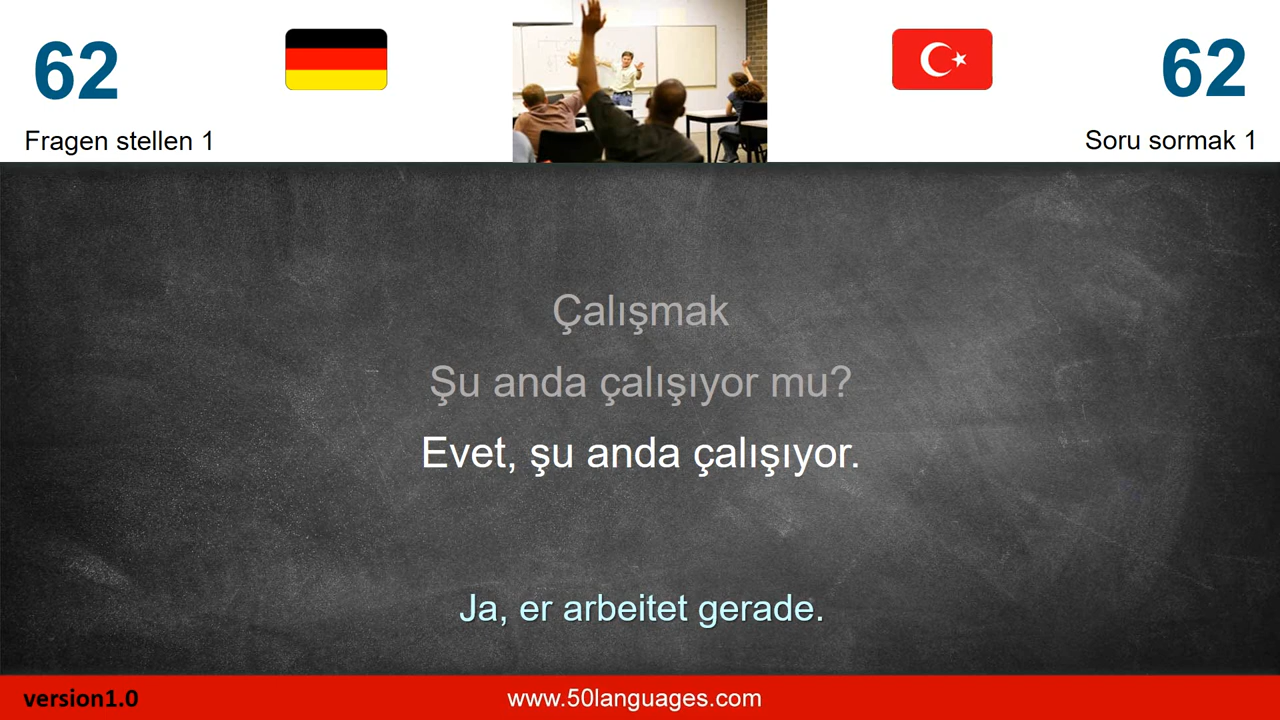 62
62
Fragen stellen 1
Soru sormak 1
Çalışmak
Şu anda çalışıyor mu?
Evet, şu anda çalışıyor.
Ja, er arbeitet gerade.
version1.0
www.50languages.com